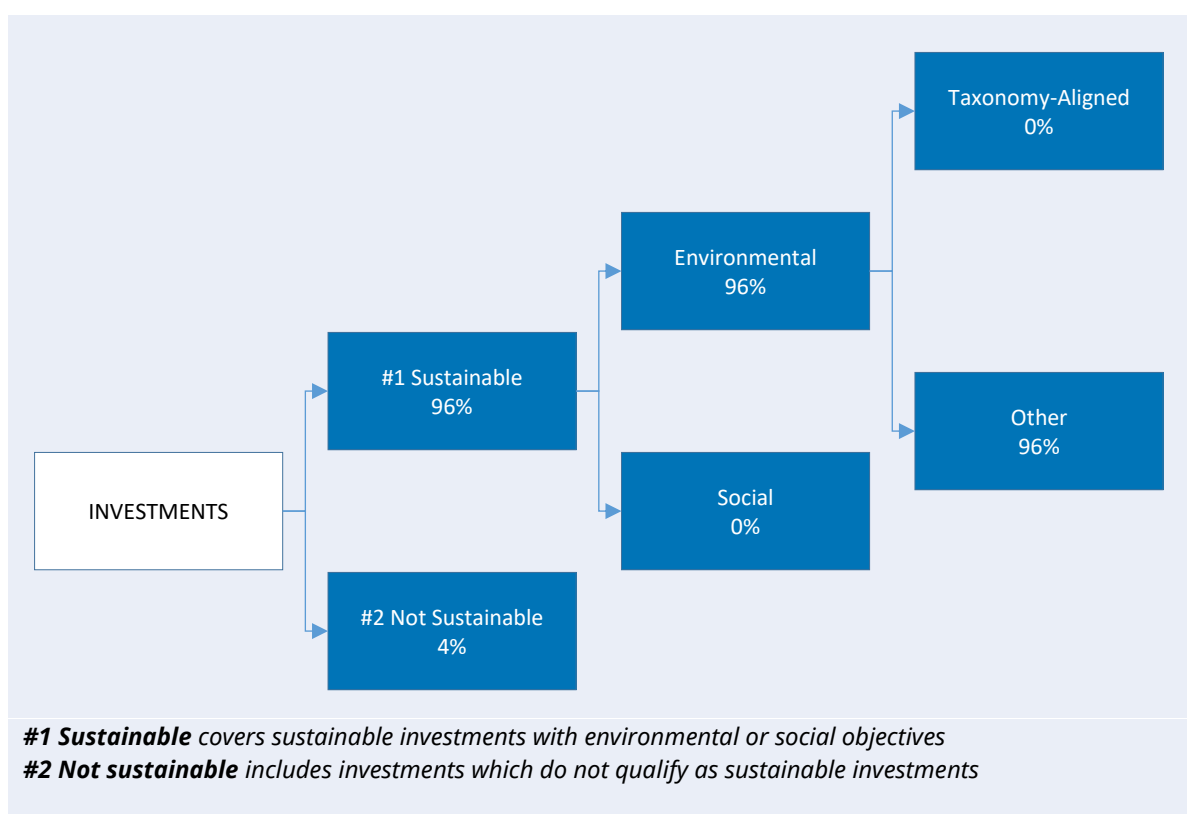 Taxonomy-Aligned
0%
Environmental
96%
#1 Sustainable
96%
Other
96%
INVESTMENTS
Social
0%
#2 Not Sustainable
4%
#1 Sustainable covers sustainable investments with environmental or social objectives
#2 Not sustainable includes investments which do not qualify as sustainable investments